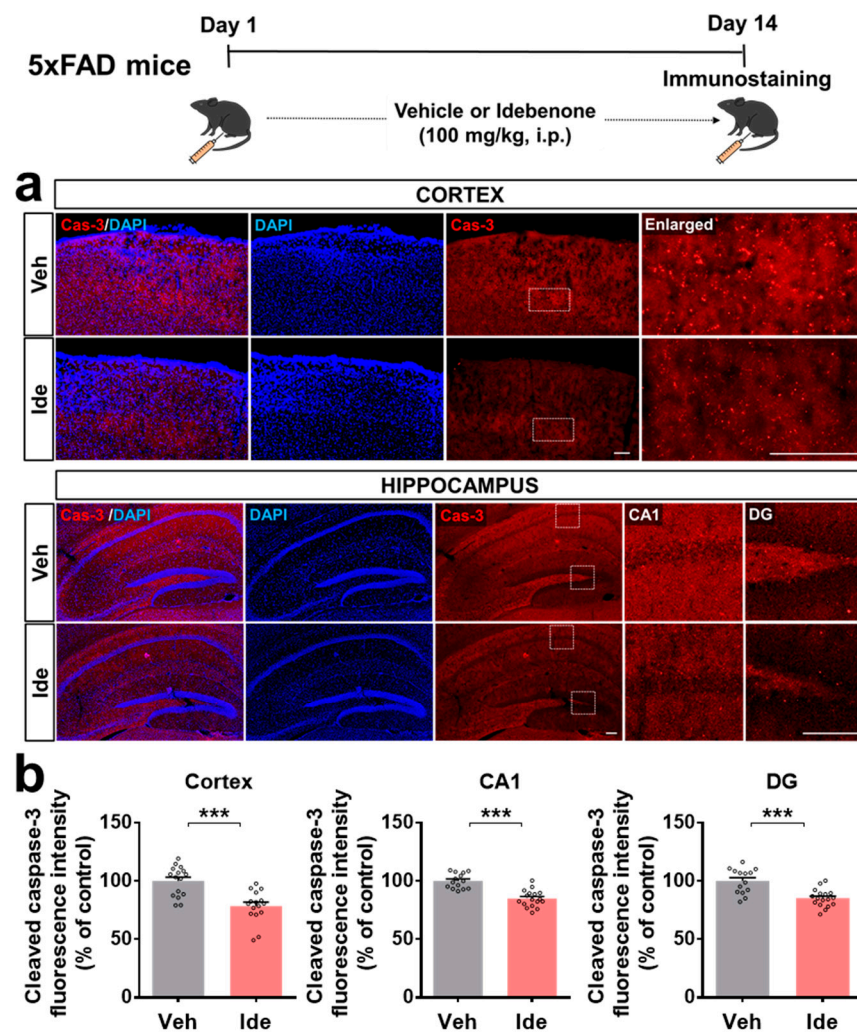 Day 1
Day 14
5xFAD mice
Immunostaining
Vehicle or Idebenone
(100 mg/kg, i.p.)
a
CORTEX
Veh
Cas-3/DAPI
DAPI
Cas-3
Enlarged
Ide
HIPPOCAMPUS
Veh
Cas-3 /DAPI
DAPI
Cas-3
CA1
DG
Ide
b
Cortex
Cleaved caspase-3
fluorescence intensity
(% of control)
150
100
50
0
***
Veh Ide
CA1
Cleaved caspase-3
fluorescence intensity
(% of control)
150
100
50
0
***
Veh Ide
DG
Cleaved caspase-3
fluorescence intensity
(% of control)
150
100
50
0
***
Veh Ide